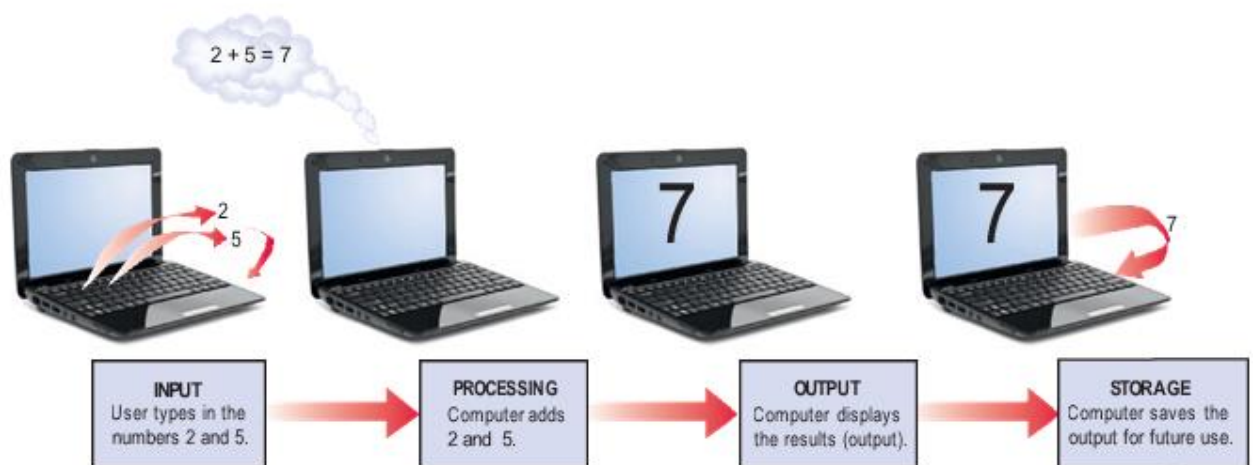 2 + 5 = 7
2
5
7
7
7
INPUT
User types in the
numbers 2 and 5.
PROCESSING
Computer adds
2 and 5.
OUTPUT
Computer displays
the results (output).
STORAGE
Computer saves the
output for future use.